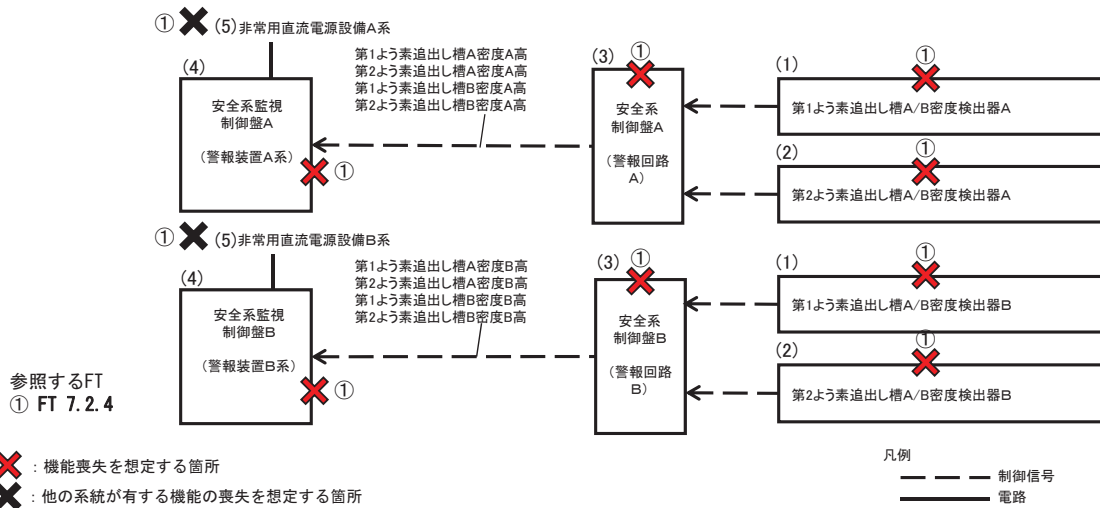 ① (5)非常用直流電源設備A系
(4)
安全系監視
制御盤A
(警報装置A系)
①
第1よう素追出し槽A密度A高
第2よう素追出し槽A密度A高
第1よう素追出し槽B密度A高
第2よう素追出し槽B密度A高
(3)
①
安全系
制御盤A
(警報回路
A)
(1)
①
第1よう素追出し槽A/B密度検出器A
(2)
①
第2よう素追出し槽A/B密度検出器A
① (5)非常用直流電源設備B系
(4)
安全系監視
制御盤B
(警報装置B系)
①
第1よう素追出し槽A密度B高
第2よう素追出し槽A密度B高
第1よう素追出し槽B密度B高
第2よう素追出し槽B密度B高
(3)
①
安全系
制御盤B
(警報回路
B)
(1)
①
第1よう素追出し槽A/B密度検出器B
(2)
①
第2よう素追出し槽A/B密度検出器B
参照するFT
① FT 7.2.4
:機能喪失を想定する箇所
:他の系統が有する機能の喪失を想定する箇所
凡例
制御信号
電路